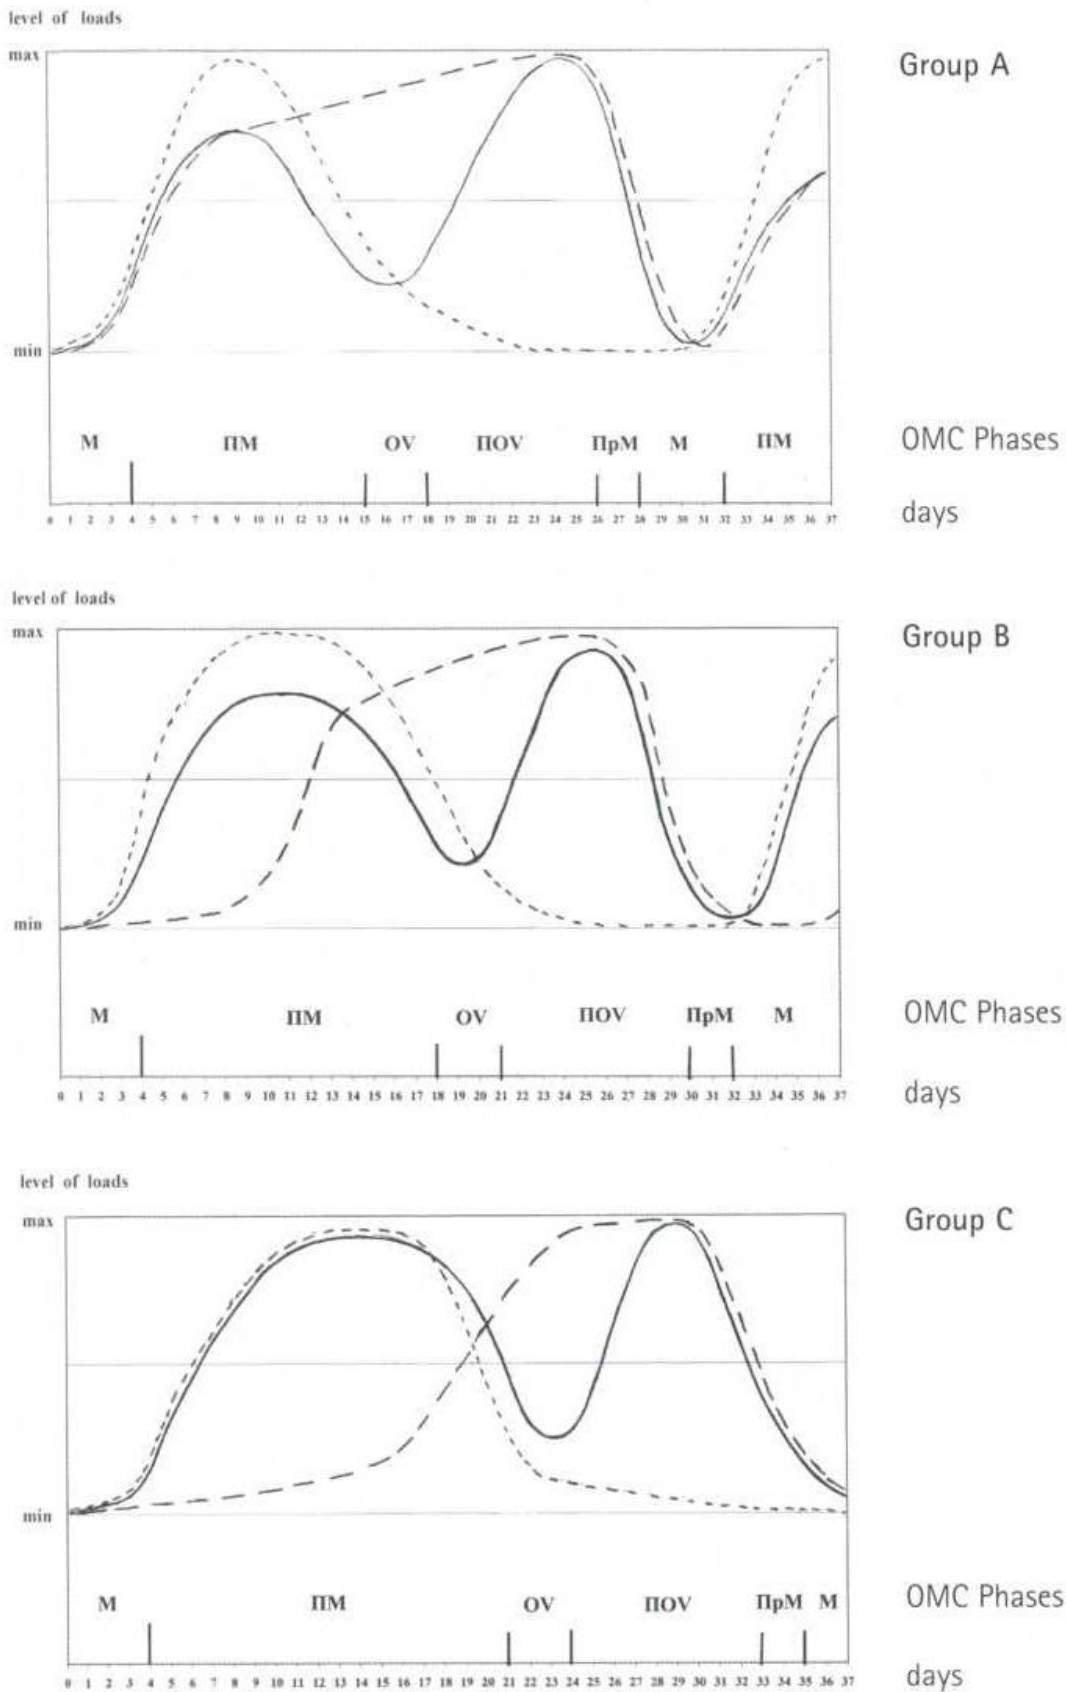 level of loads
max
Group A
min
М ПМ OV ПOV ПрМ М ПМ
OMC Phases
0 1 2 3 4 5 6 7 8 9 10 11 12 13 14 15 16 17 18 19 20 21 22 23 24 25 26 27 28 29 30 31 32 33 34 35 36 37
days
level of loads
max
Group B
min
М ПМ OV ПOV ПрМ М
OMC Phases
0 1 2 3 4 5 6 7 8 9 10 11 12 13 14 15 16 17 18 19 20 21 22 23 24 25 26 27 28 29 30 31 32 33 34 35 36 37
days
level of loads
max
Group C
min
М ПМ OV ПOV ПрМ М
OMC Phases
0 1 2 3 4 5 6 7 8 9 10 11 12 13 14 15 16 17 18 19 20 21 22 23 24 25 26 27 28 29 30 31 32 33 34 35 36 37
days